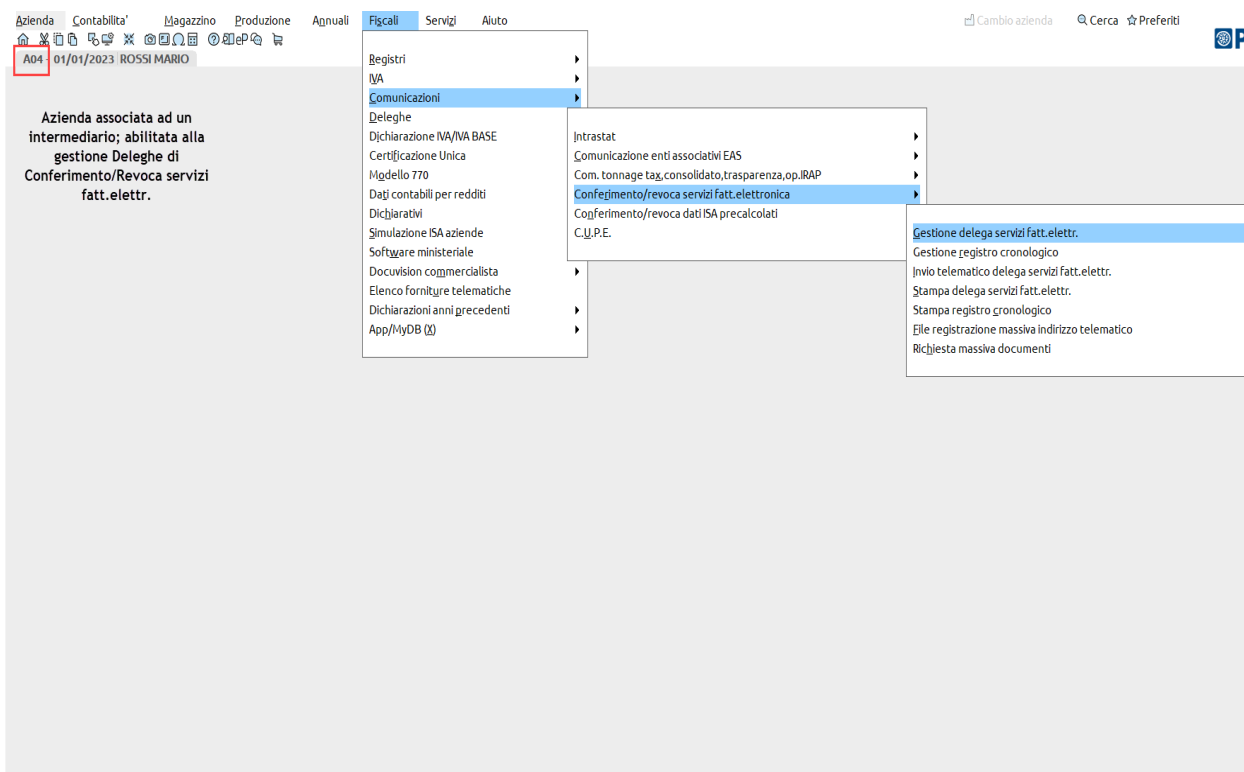 Azienda Contabilita' Magazzino Produzione Annuali Fiscali Servizi Aiuto Cambio azienda Cerca Preferiti
A04 - 01/01/2023 ROSSI MARIO
Azienda associata ad un
intermediario; abilitata alla
gestione Deleghe di
Conferimento/Revoca servizi
fatt.elettr.
Registri
IVA
Comunicazioni
Deleghe
Dichiarazione IVA/IVA BASE
Certificazione Unica
Modello 770
Dati contabili per redditi
Dichiarativi
Simulazione ISA aziende
Software ministeriale
Docuvision commercialista
Elenco forniture telematiche
Dichiarazioni anni precedenti
App/MyDB (X)
Intrastat
Comunicazione enti associativi EAS
Com. tonnage tax,consolidato,trasparenza,op.IRAP
Conferimento/revoca servizi fatt.elettronica
Conferimento/revoca dati ISA precalcolati
C.U.P.E.
Gestione delega servizi fatt.elettr.
Gestione registro cronologico
Invio telematico delega servizi fatt.elettr.
Stampa delega servizi fatt.elettr.
Stampa registro cronologico
File registrazione massiva indirizzo telematico
Richiesta massiva documenti